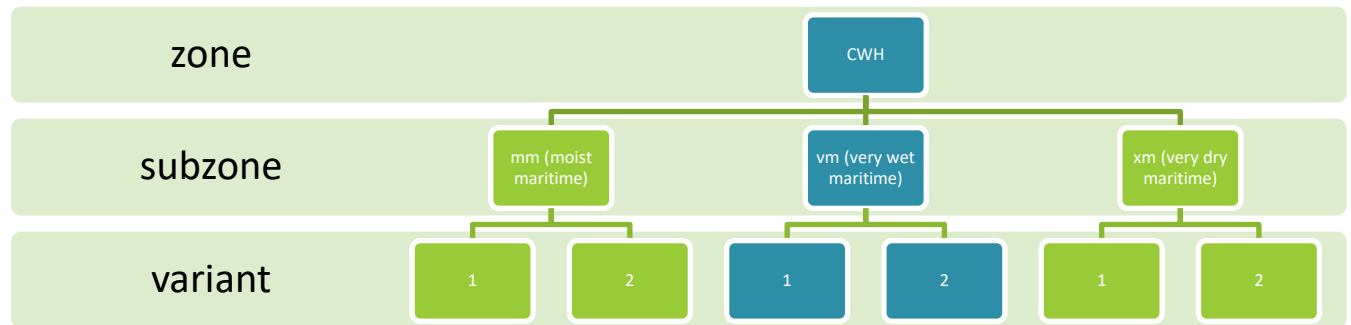 zone
CWH
subzone
mm (moist
maritime)
vm (very wet
maritime)
xm (very dry
maritime)
variant
1
2
1
2
1
2